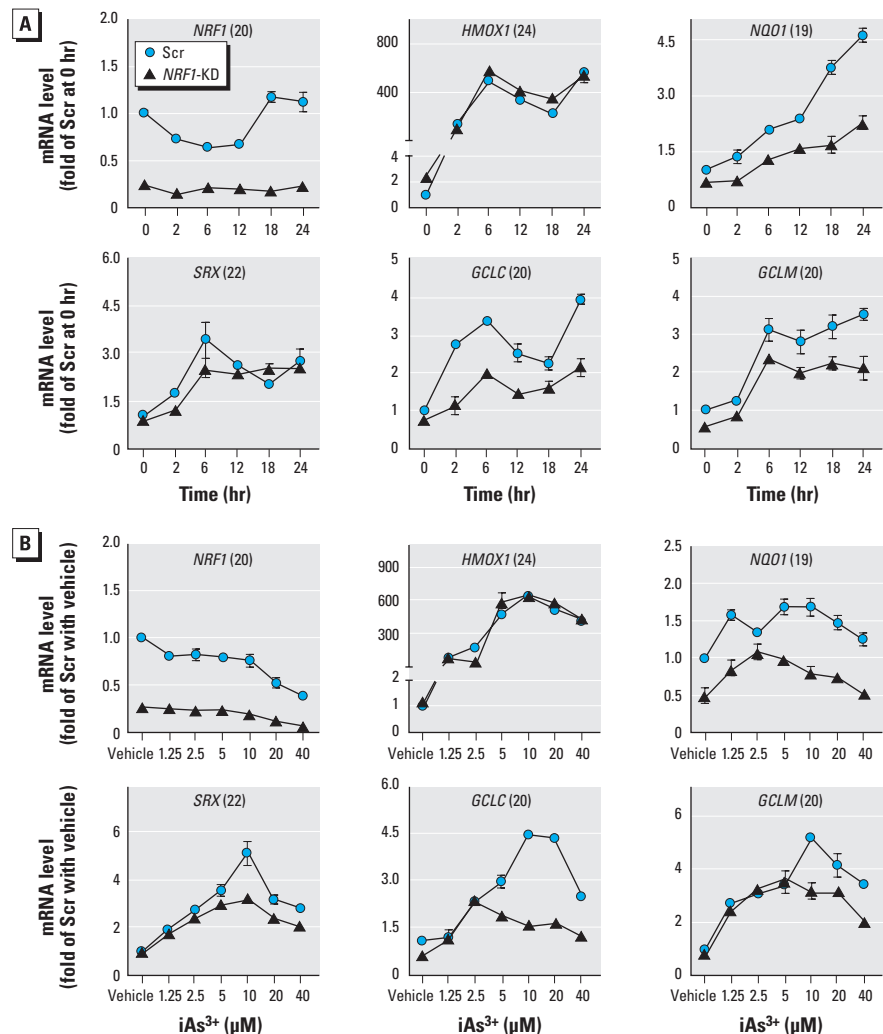 A
NRF1 (20)
Scr
NRF1-KD
mRNA level
(fold of Scr at 0 hr)
2.0
1.5
1.0
0.5
0
0 2 6 12 18 24
HMOX1 (24)
800
400
4
2
0
0 2 6 12 18 24
NQO1 (19)
4.5
3.0
1.5
0
0 2 6 12 18 24
SRX (22)
mRNA level
(fold of Scr at 0 hr)
6.0
4.5
3.0
1.5
0
0 2 6 12 18 24
Time (hr)
GCLC (20)
5
4
3
2
1
0
0 2 6 12 18 24
Time (hr)
GCLM (20)
5
4
3
2
1
0
0 2 6 12 18 24
Time (hr)
B
NRF1 (20)
mRNA level
(fold of Scr with vehicle)
2.0
1.5
1.0
0.5
0
Vehicle 1.25 2.5 5 10 20 40
HMOX1 (24)
900
600
300
2
1
0
Vehicle 1.25 2.5 5 10 20 40
NQO1 (19)
2.5
2.0
1.5
1.0
0.5
0
Vehicle 1.25 2.5 5 10 20 40
SRX (22)
mRNA level
(fold of Scr with vehicle)
6
4
2
0
Vehicle 1.25 2.5 5 10 20 40
iAs³⁺ (µM)
GCLC (20)
6.0
4.5
3.0
1.5
0
Vehicle 1.25 2.5 5 10 20 40
iAs³⁺ (µM)
GCLM (20)
6
4
2
0
Vehicle 1.25 2.5 5 10 20 40
iAs³⁺ (µM)